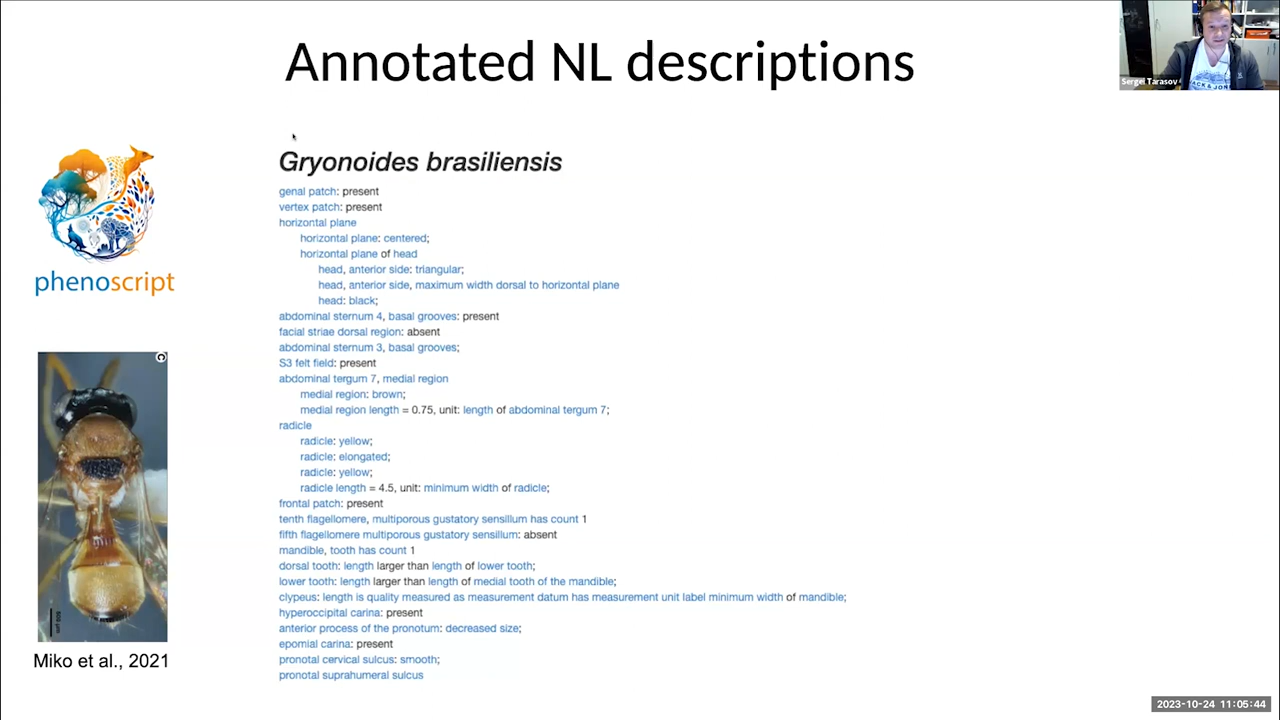 Annotated NL descriptions
Sergei Tarasov
JACK & JON
phenoscript
Gryonoides brasiliensis
genal patch: present
vertex patch: present
horizontal plane
horizontal plane: centered;
horizontal plane of head
head, anterior side: triangular;
head, anterior side, maximum width dorsal to horizontal plane
head: black;
abdominal sternum 4, basal grooves: present
facial striae dorsal region: absent
abdominal sternum 3, basal grooves;
S3 felt field: present
abdominal tergum 7, medial region
medial region: brown;
medial region length = 0.75, unit: length of abdominal tergum 7;
radicle
radicle: yellow;
radicle: elongated;
radicle: yellow;
radicle length = 4.5, unit: minimum width of radicle;
frontal patch: present
tenth flagellomere, multiporous gustatory sensillum has count 1
fifth flagellomere multiporous gustatory sensillum: absent
mandible, tooth has count 1
dorsal tooth: length larger than length of lower tooth;
lower tooth: length larger than length of medial tooth of the mandible;
clypeus: length is quality measured as measurement datum has measurement unit label minimum width of mandible;
hyperoccipital carina: present
anterior process of the pronotum: decreased size;
epomial carina: present
pronotal cervical sulcus: smooth;
pronotal suprahumeral sulcus
Miko et al., 2021
2023-10-24 11:05:44